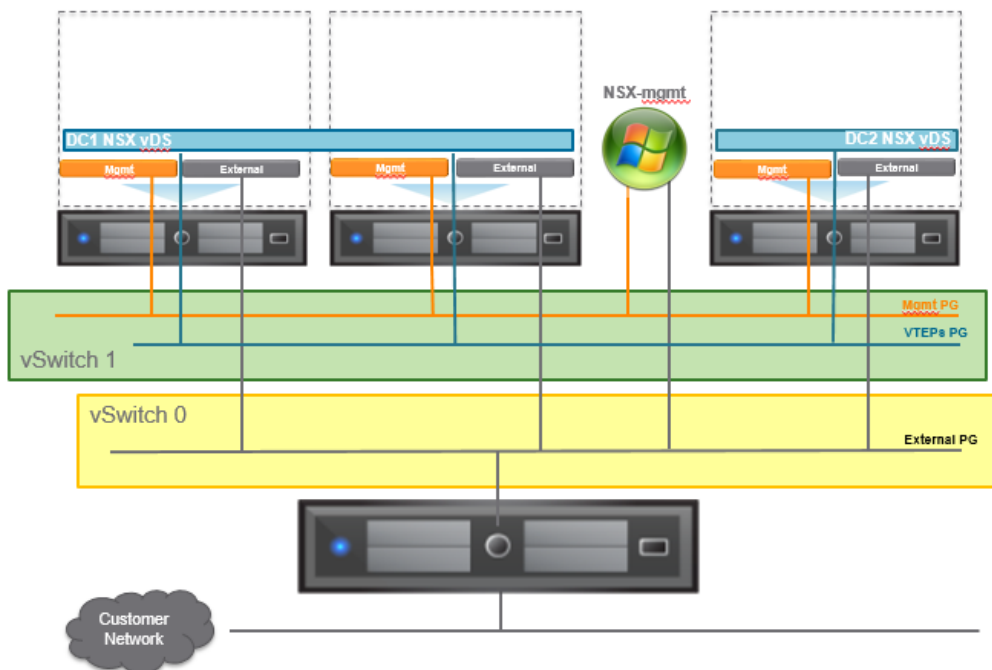 NSX-mgmt
DC1 NSX vDS
DC2 NSX vDS
Mgmt
External
Mgmt
External
Mgmt
External
Mgmt PG
VTEPs PG
vSwitch 1
vSwitch 0
External PG
Customer
Network